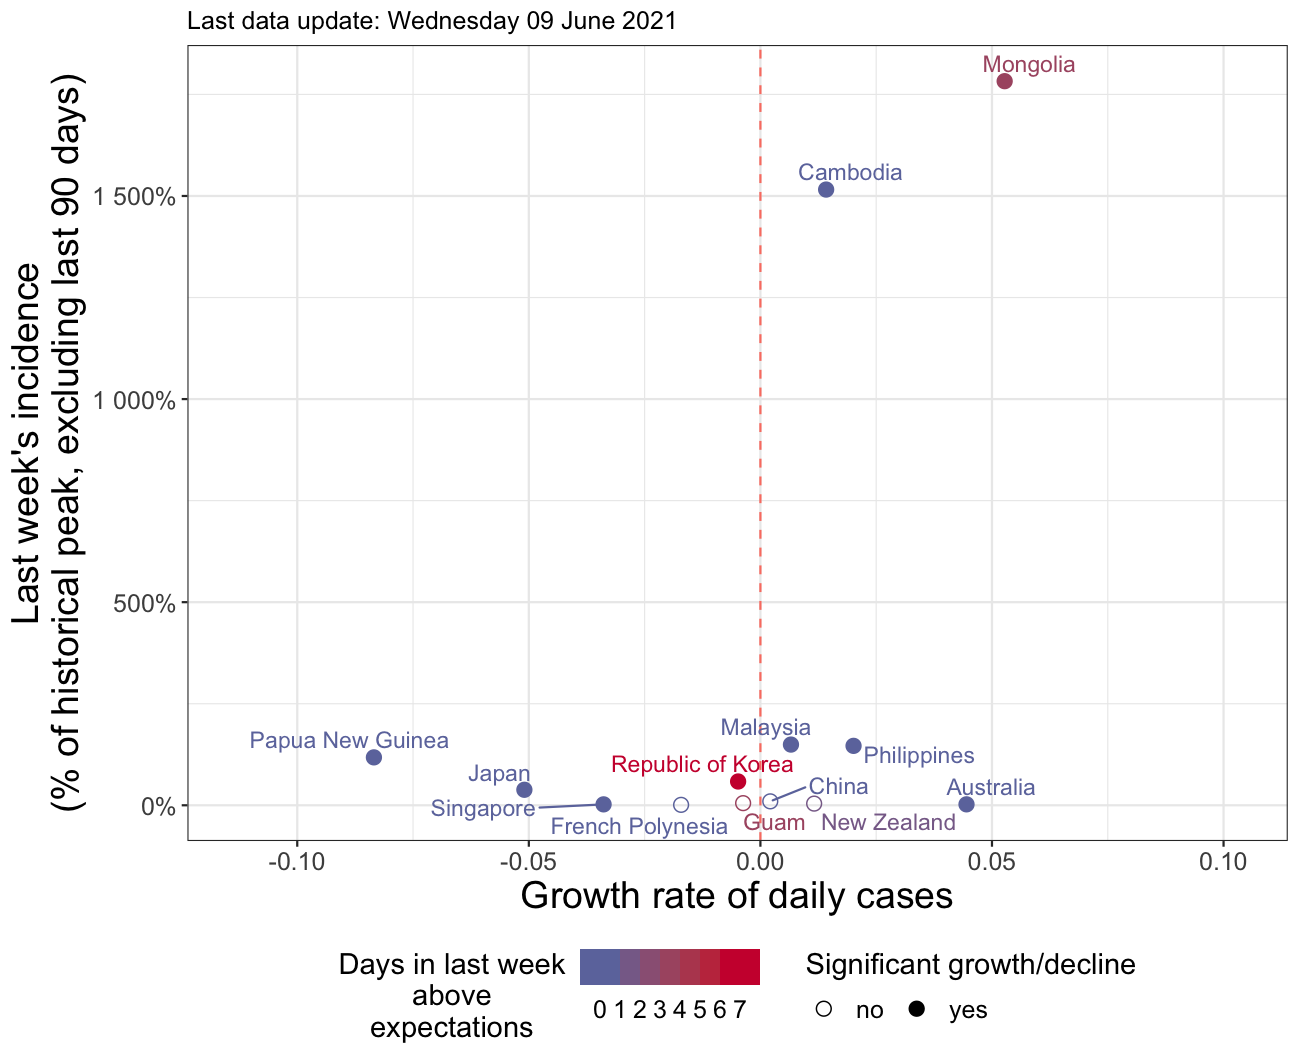 Last data update: Wednesday 09 June 2021
Last week's incidence
(% of historical peak, excluding last 90 days)
1 500%
1 000%
500%
0%
Mongolia
Cambodia
Malaysia
Papua New Guinea
Philippines
Republic of Korea
Japan
China
Australia
Singapore
French Polynesia
Guam
New Zealand
-0.10
-0.05
0.00
0.05
0.10
Growth rate of daily cases
Days in last week
above
expectations
0 1 2 3 4 5 6 7
Significant growth/decline
no
yes